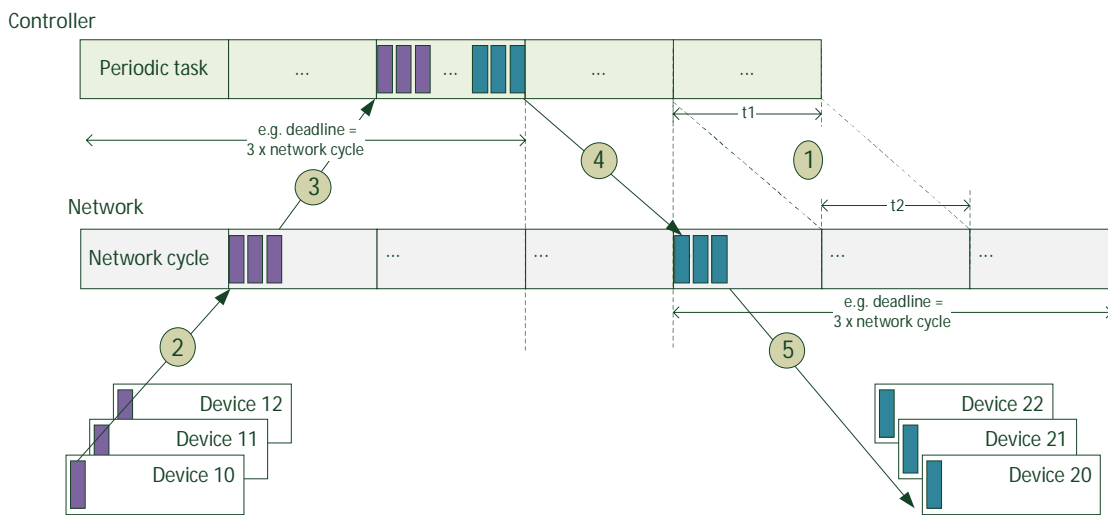 Controller
Periodic task
...
...
...
...
t1
e.g. deadline =
3 x network cycle
1
3
4
Network
t2
Network cycle
...
...
...
...
e.g. deadline =
3 x network cycle
2
5
Device 12
Device 11
Device 10
Device 22
Device 21
Device 20